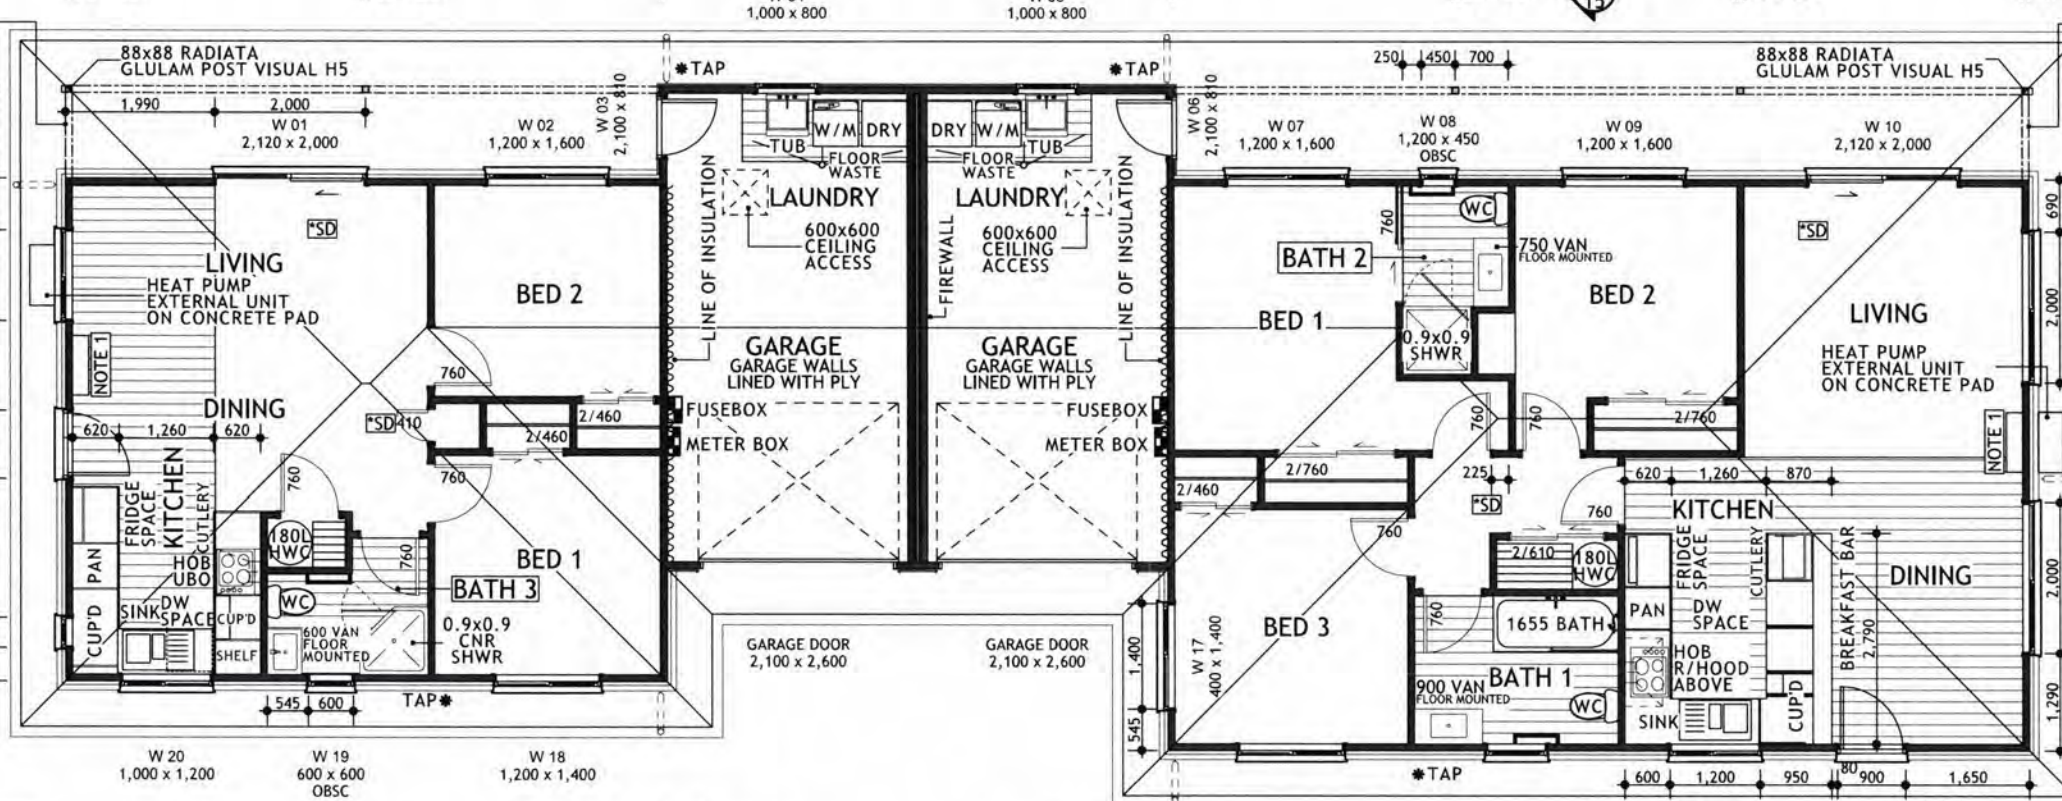 1,000 x 800
1,000 x 800
15
88x88 RADIATA
GLULAM POST VISUAL H5
1,990
2,000
W 01
2,120 x 2,000
W 02
1,200 x 1,600
W 03
2,100 x 810
✱TAP
✱TAP
W 06
2,100 x 810
W 07
1,200 x 1,600
250
450
700
W 08
1,200 x 450
OBSC
W 09
1,200 x 1,600
88x88 RADIATA
GLULAM POST VISUAL H5
W 10
2,120 x 2,000
TUB
W/M
DRY
FLOOR
WASTE
LAUNDRY
600x600
CEILING
ACCESS
LINE OF INSULATION
GARAGE
GARAGE WALLS
LINED WITH PLY
FUSEBOX
METER BOX
DRY
W/M
TUB
FLOOR
WASTE
LAUNDRY
600x600
CEILING
ACCESS
FIREWALL
LINE OF INSULATION
GARAGE
GARAGE WALLS
LINED WITH PLY
FUSEBOX
METER BOX
*SD
LIVING
HEAT PUMP
EXTERNAL UNIT
ON CONCRETE PAD
NOTE 1
DINING
620
1,260
620
*SD
410
BED 2
760
2/460
2/460
760
760
FRIDGE
SPACE
KITCHEN
CUTLERY
PAN
CUP'D
SINK
DW
SPACE
HOB
UBO
CUP'D
SHELF
180L
HWC
760
WC
600 VAN
FLOOR
MOUNTED
BATH 3
0.9x0.9
CNR
SHWR
BED 1
545
600
TAP✱
W 20
1,000 x 1,200
W 19
600 x 600
OBSC
W 18
1,200 x 1,400
GARAGE DOOR
2,100 x 2,600
GARAGE DOOR
2,100 x 2,600
BED 1
BATH 2
760
WC
750 VAN
FLOOR MOUNTED
0.9x0.9
SHWR
BED 2
*SD
LIVING
HEAT PUMP
EXTERNAL UNIT
ON CONCRETE PAD
NOTE 1
690
2,000
2,000
1,290
760
760
2/760
2/760
2/460
225
*SD
760
760
2/610
180L
HWC
BED 3
W 17
400 x 1,400
1,400
545
760
1655 BATH
BATH 1
900 VAN
FLOOR MOUNTED
WC
620
1,260
870
KITCHEN
FRIDGE
SPACE
CUTLERY
PAN
DW
SPACE
HOB
R/HOOD
ABOVE
SINK
CUP'D
BREAKFAST BAR
2,790
DINING
✱TAP
600
1,200
950
80
900
1,650